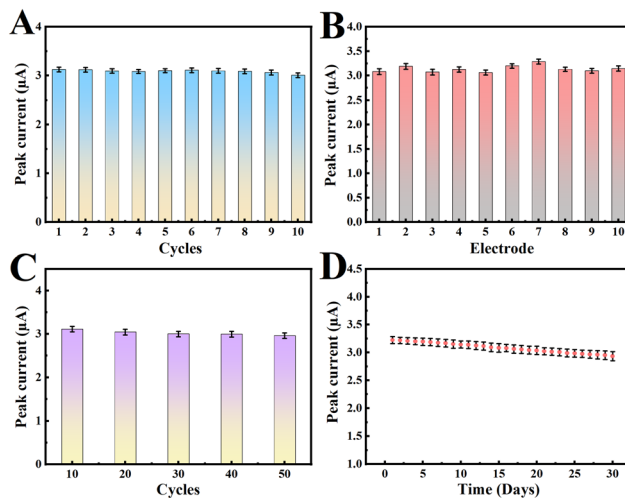 A
Peak current (μA)
4
3
2
1
0
1 2 3 4 5 6 7 8 9 10
Cycles
B
Peak current (μA)
4.0
3.5
3.0
2.5
2.0
1.5
1.0
0.5
0.0
1 2 3 4 5 6 7 8 9 10
Electrode
C
Peak current (μA)
4
3
2
1
0
10 20 30 40 50
Cycles
D
Peak current (μA)
4.5
4.0
3.5
3.0
2.5
2.0
1.5
1.0
0 5 10 15 20 25 30
Time (Days)